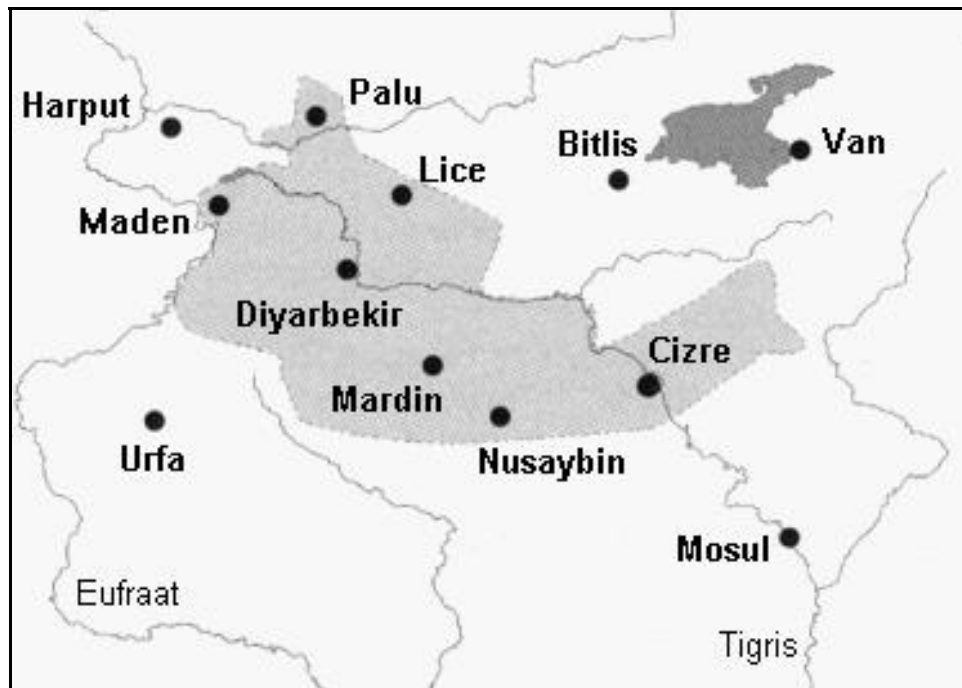 Palu
Harput
Bitlis
Van
Lice
Maden
Diyarbekir
Cizre
Mardin
Urfa
Nusaybin
Mosul
Eufraat
Tigris